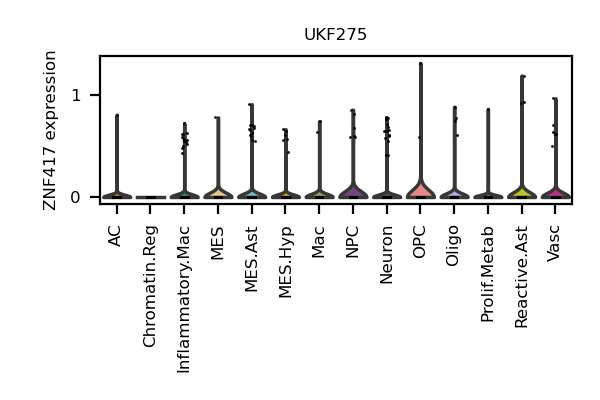 UKF275
ZNF417 expression
1
0
AC
Chromatin.Reg
Inflammatory.Mac
MES
MES.Ast
MES.Hyp
Mac
NPC
Neuron
OPC
Oligo
Prolif.Metab
Reactive.Ast
Vasc